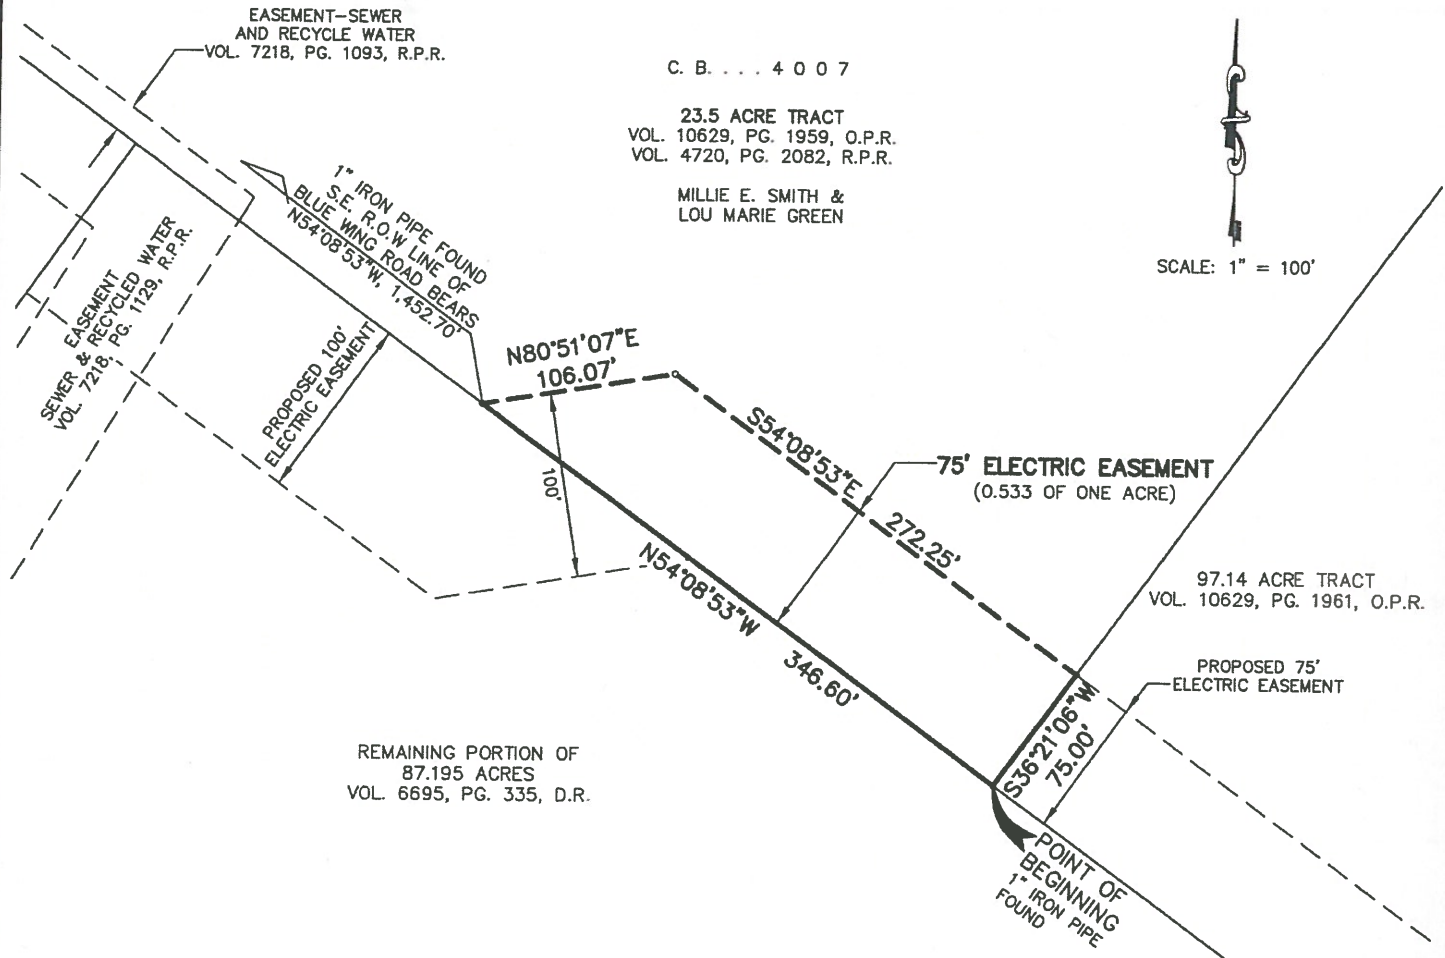 EASEMENT-SEWER
AND RECYCLE WATER
VOL. 7218, PG. 1093, R.P.R.
C. B. . . . 4 0 0 7
23.5 ACRE TRACT
VOL. 10629, PG. 1959, O.P.R.
VOL. 4720, PG. 2082, R.P.R.
MILLIE E. SMITH &
LOU MARIE GREEN
SCALE: 1" = 100'
1" IRON PIPE FOUND
S.E. R.O.W LINE OF
BLUE WING ROAD BEARS
N54°08'53"W, 1,452.70'
EASEMENT
SEWER & RECYCLED WATER
VOL. 7218, PG. 1129, R.P.R.
PROPOSED 100'
ELECTRIC EASEMENT
N80°51'07"E
106.07'
100'
S54°08'53"E
272.25'
75' ELECTRIC EASEMENT
(0.533 OF ONE ACRE)
N54°08'53"W
346.60'
97.14 ACRE TRACT
VOL. 10629, PG. 1961, O.P.R.
PROPOSED 75'
ELECTRIC EASEMENT
S36°21'06"W
75.00'
REMAINING PORTION OF
87.195 ACRES
VOL. 6695, PG. 335, D.R.
POINT OF
BEGINNING
1" IRON PIPE
FOUND